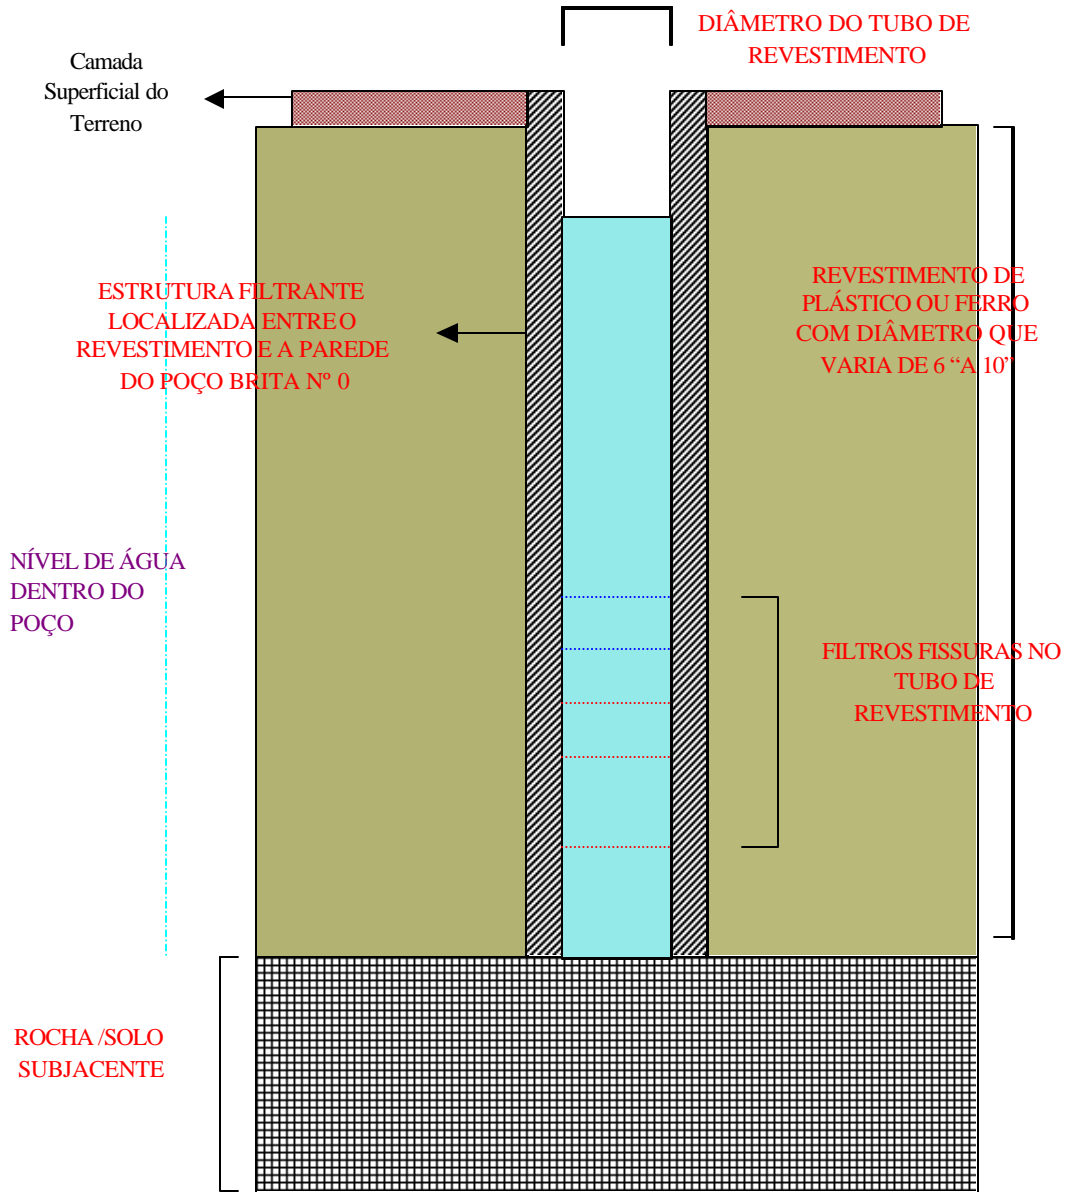 DIÂMETRO DO TUBO DE
REVESTIMENTO
Camada
Superficial do
Terreno
ESTRUTURA FILTRANTE
LOCALIZADA ENTRE O
REVESTIMENTO E A PAREDE
DO POÇO BRITA Nº 0
REVESTIMENTO DE
PLÁSTICO OU FERRO
COM DIÂMETRO QUE
VARIA DE 6 “A 10”
NÍVEL DE ÁGUA
DENTRO DO
POÇO
FILTROS FISSURAS NO
TUBO DE
REVESTIMENTO
ROCHA /SOLO
SUBJACENTE